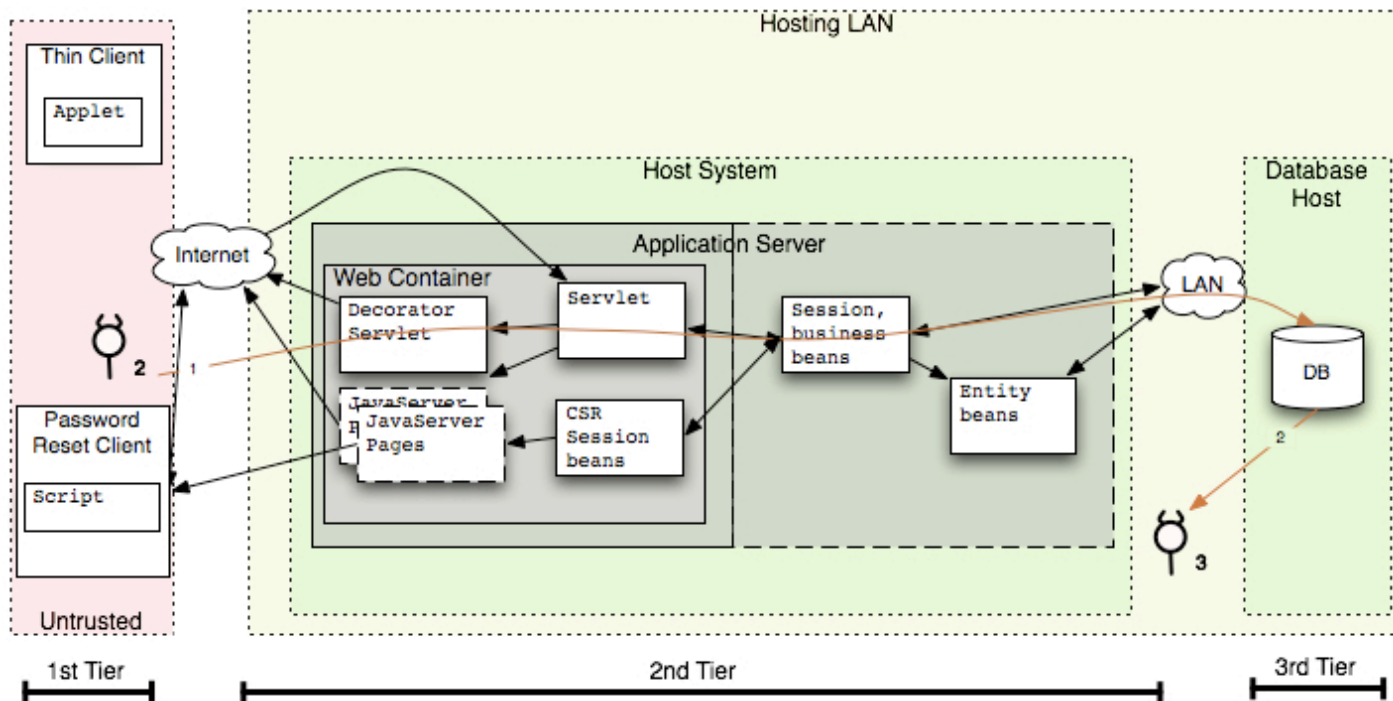 Hosting LAN
Thin Client
Applet
Host System
Database
Host
Internet
Application Server
Web Container
LAN
Decorator
Servlet
Servlet
Session,
business
beans
2
1
DB
JavaServer
P
JavaServer
Pages
CSR
Session
beans
Entity
beans
Password
Reset Client
Script
2
3
Untrusted
1st Tier
2nd Tier
3rd Tier